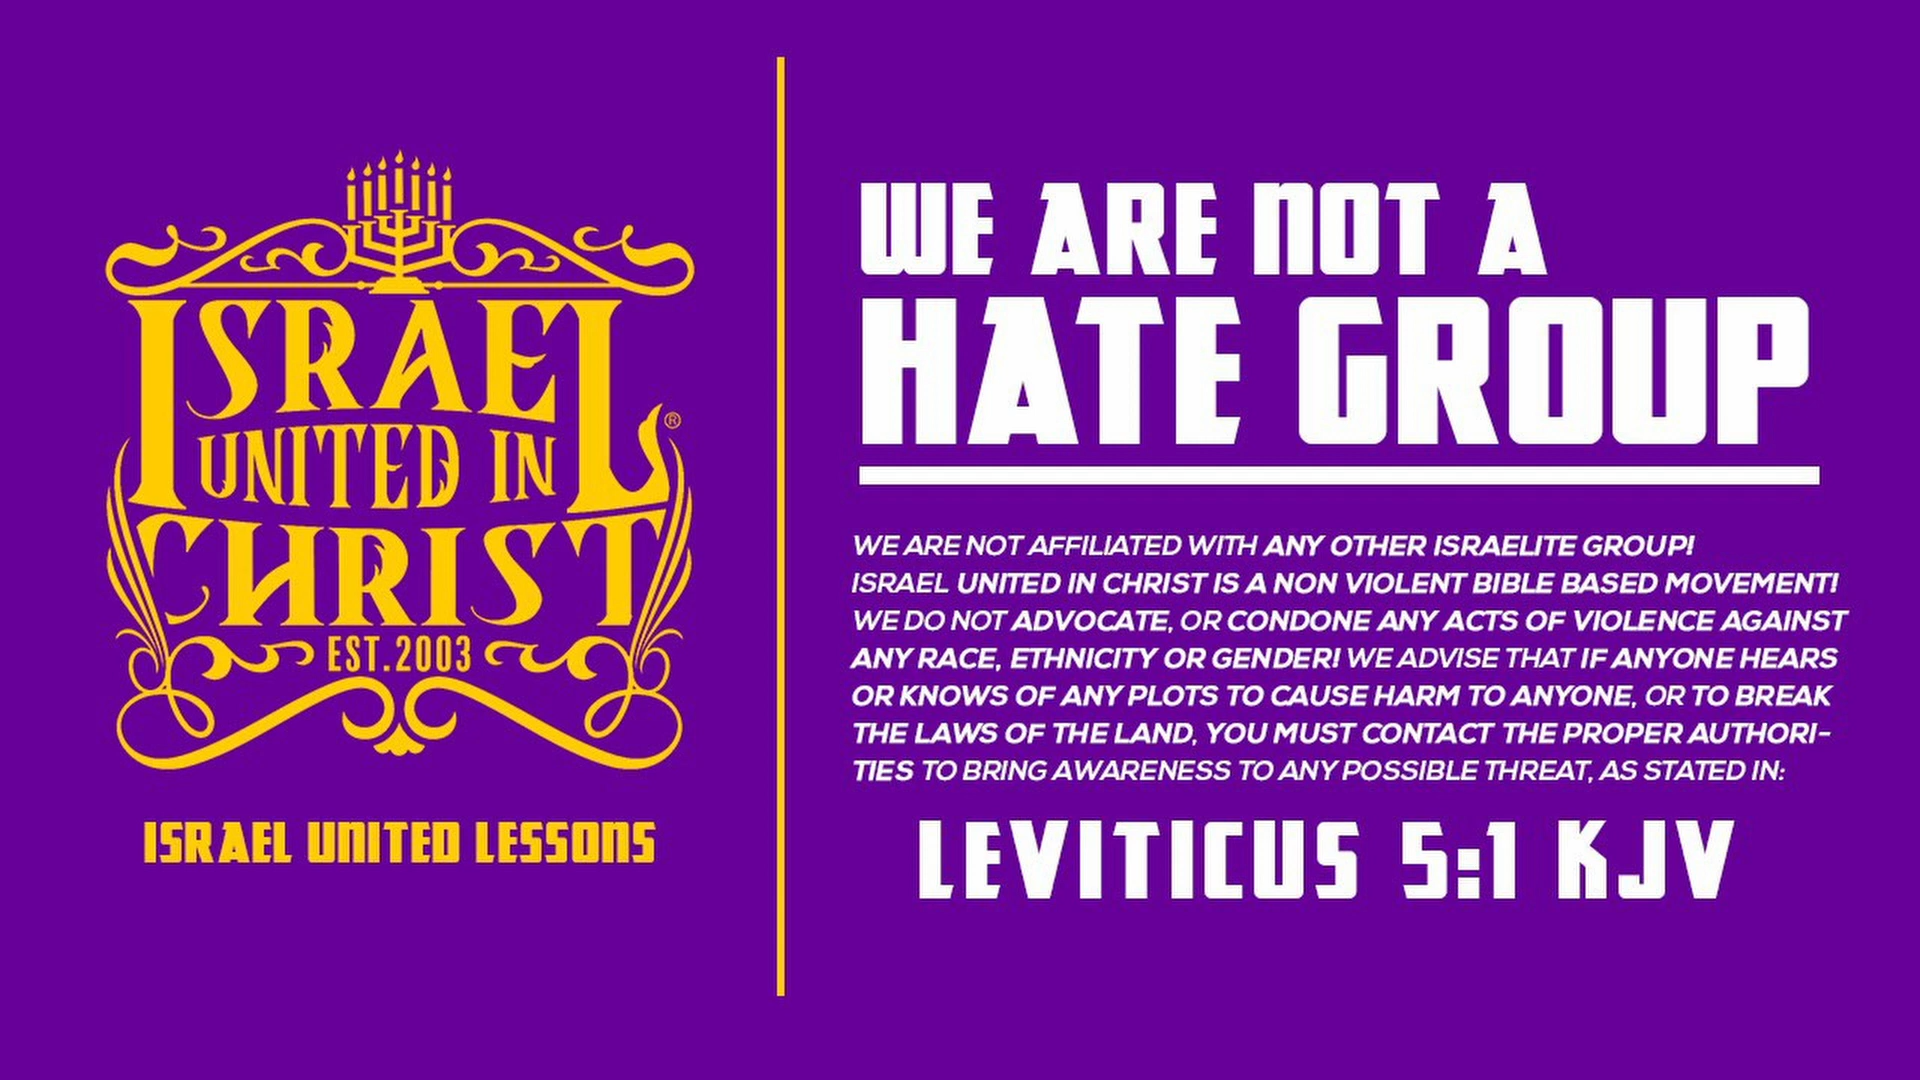 ISRAEL
UNITED IN
CHRIST
®
EST.2003
ISRAEL UNITED LESSONS
WE ARE NOT A
HATE GROUP
WE ARE NOT AFFILIATED WITH ANY OTHER ISRAELITE GROUP!
ISRAEL UNITED IN CHRIST IS A NON VIOLENT BIBLE BASED MOVEMENT!
WE DO NOT ADVOCATE, OR CONDONE ANY ACTS OF VIOLENCE AGAINST
ANY RACE, ETHNICITY OR GENDER! WE ADVISE THAT IF ANYONE HEARS
OR KNOWS OF ANY PLOTS TO CAUSE HARM TO ANYONE, OR TO BREAK
THE LAWS OF THE LAND, YOU MUST CONTACT THE PROPER AUTHORI-
TIES TO BRING AWARENESS TO ANY POSSIBLE THREAT, AS STATED IN:
LEVITICUS 5:1 KJV